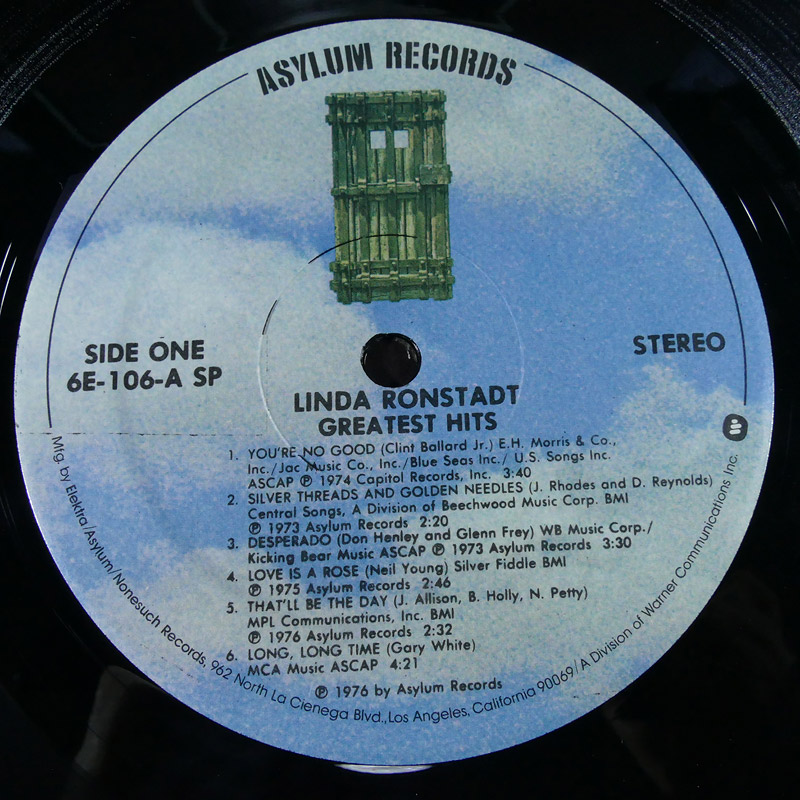 ASYLUM RECORDS
SIDE ONE
6E-106-A SP
STEREO
LINDA RONSTADT
GREATEST HITS
1. YOU'RE NO GOOD (Clint Ballard Jr.) E.H. Morris & Co.,
Inc./Jac Music Co., Inc./Blue Seas Inc./ U.S. Songs Inc.
ASCAP ℗ 1974 Capitol Records, Inc. 3:40
2. SILVER THREADS AND GOLDEN NEEDLES (J. Rhodes and D. Reynolds)
Central Songs, A Division of Beechwood Music Corp. BMI
℗ 1973 Asylum Records 2:20
3. DESPERADO (Don Henley and Glenn Frey) WB Music Corp./
Kicking Bear Music ASCAP ℗ 1973 Asylum Records 3:30
4. LOVE IS A ROSE (Neil Young) Silver Fiddle BMI
℗ 1975 Asylum Records 2:46
5. THAT'LL BE THE DAY (J. Allison, B. Holly, N. Petty)
MPL Communications, Inc. BMI
℗ 1976 Asylum Records 2:32
6. LONG, LONG TIME (Gary White)
MCA Music ASCAP 4:21
℗ 1976 by Asylum Records
Mfg. by Elektra/Asylum/Nonesuch Records, 962 North La Cienega Blvd., Los Angeles, California 90069/A Division of Warner Communications Inc.